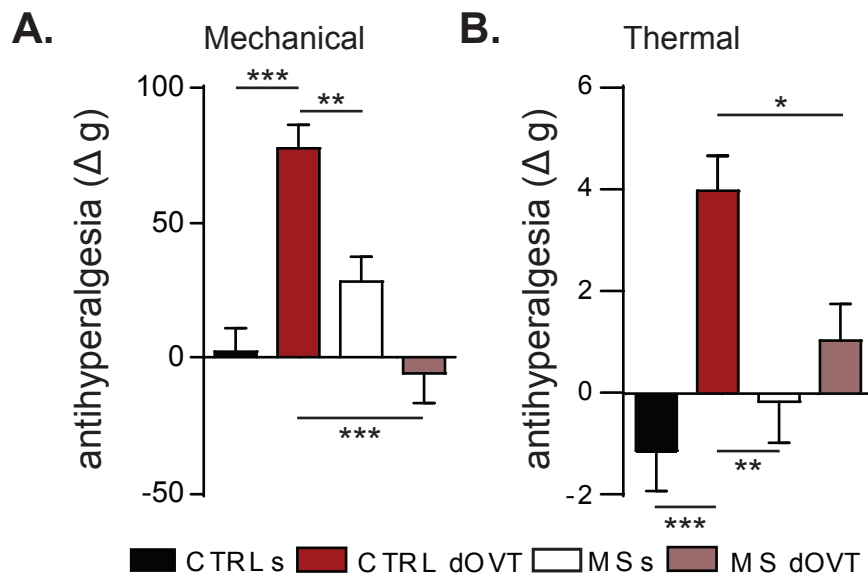 A.
Mechanical
antihyperalgesia (Δ g)
100
50
0
-50
***
**
***
B.
Thermal
antihyperalgesia (Δ g)
6
4
2
0
-2
*
**
***
CTRL s CTRL dOVT MS s MS dOVT